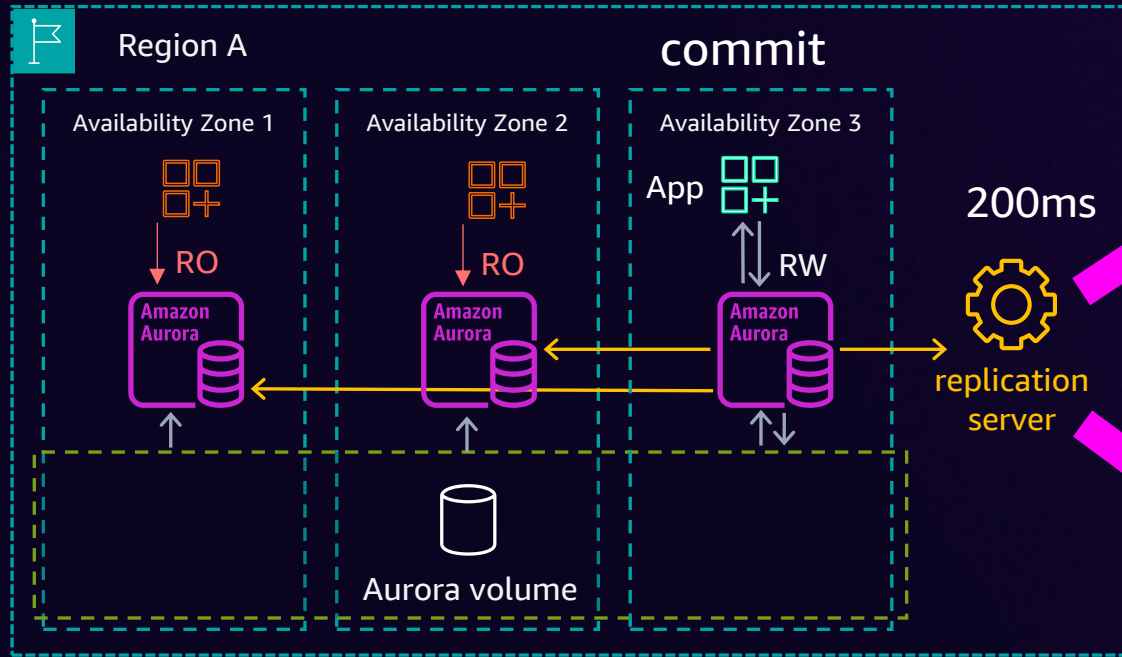 Region A
commit
Availability Zone 1
Availability Zone 2
Availability Zone 3
App
200ms
RO
RO
RW
Amazon
Aurora
Amazon
Aurora
Amazon
Aurora
replication
server
Aurora volume